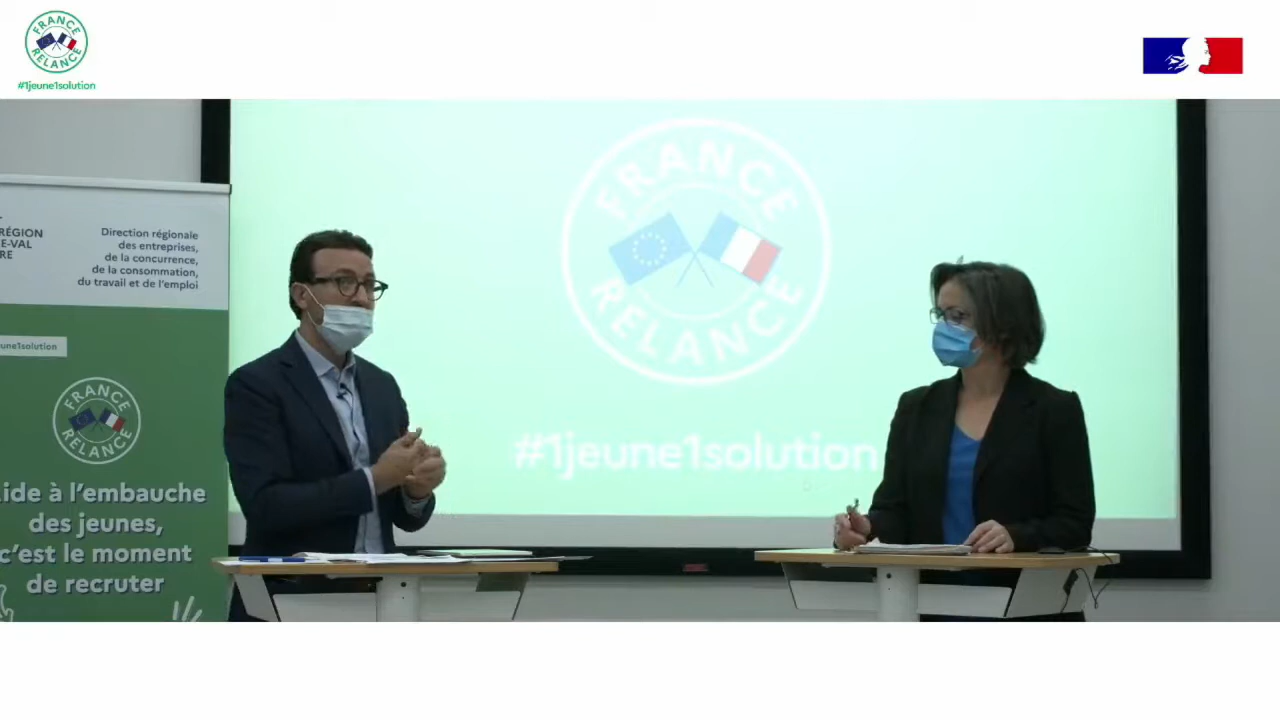 FRANCE
RELANCE
#1jeune1solution
FRANCE
RELANCE
#1jeune1solution
RÉGION
E-VAL
RE
Direction régionale
des entreprises,
de la concurrence,
de la consommation,
du travail et de l'emploi
une1solution
FRANCE
RELANCE
ide à l'embauche
des jeunes,
c'est le moment
de recruter